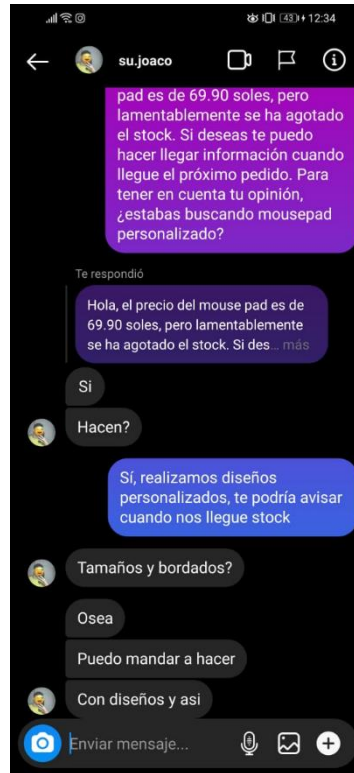 43 12:34
su.joaco
pad es de 69.90 soles, pero
lamentablemente se ha agotado
el stock. Si deseas te puedo
hacer llegar información cuando
llegue el próximo pedido. Para
tener en cuenta tu opinión,
¿estabas buscando mousepad
personalizado?
Te respondió
Hola, el precio del mouse pad es de
69.90 soles, pero lamentablemente
se ha agotado el stock. Si des... más
Si
Hacen?
Sí, realizamos diseños
personalizados, te podría avisar
cuando nos llegue stock
Tamaños y bordados?
Osea
Puedo mandar a hacer
Con diseños y asi
Enviar mensaje...